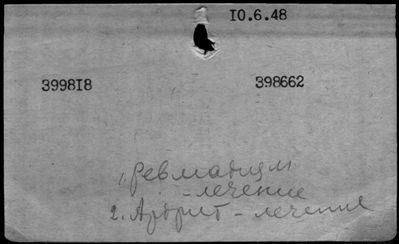 10.6.48
399818 398662
1. Ревматизм
- лечение
2. Артрит - лечение